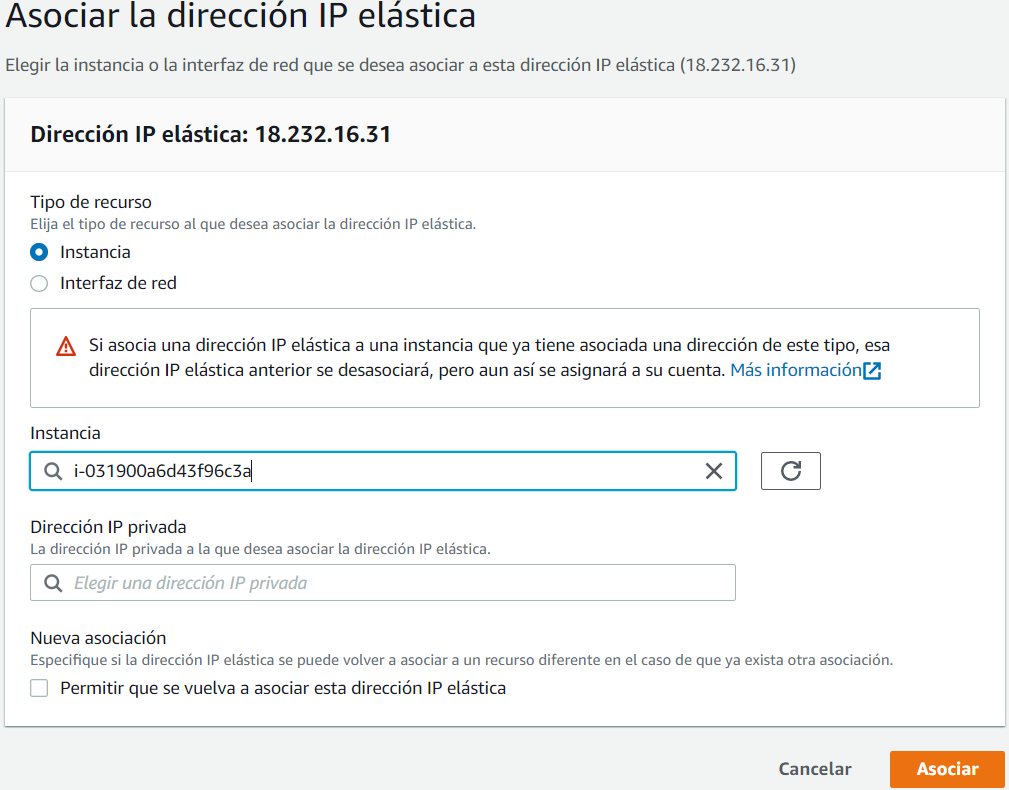 Asociar la dirección IP elástica
Elegir la instancia o la interfaz de red que se desea asociar a esta dirección IP elástica (18.232.16.31)
Dirección IP elástica: 18.232.16.31
Tipo de recurso
Elija el tipo de recurso al que desea asociar la dirección IP elástica.
Instancia
Interfaz de red
Si asocia una dirección IP elástica a una instancia que ya tiene asociada una dirección de este tipo, esa
dirección IP elástica anterior se desasociará, pero aun así se asignará a su cuenta. Más información
Instancia
i-031900a6d43f96c3a
Dirección IP privada
La dirección IP privada a la que desea asociar la dirección IP elástica.
Elegir una dirección IP privada
Nueva asociación
Especifique si la dirección IP elástica se puede volver a asociar a un recurso diferente en el caso de que ya exista otra asociación.
Permitir que se vuelva a asociar esta dirección IP elástica
Cancelar
Asociar